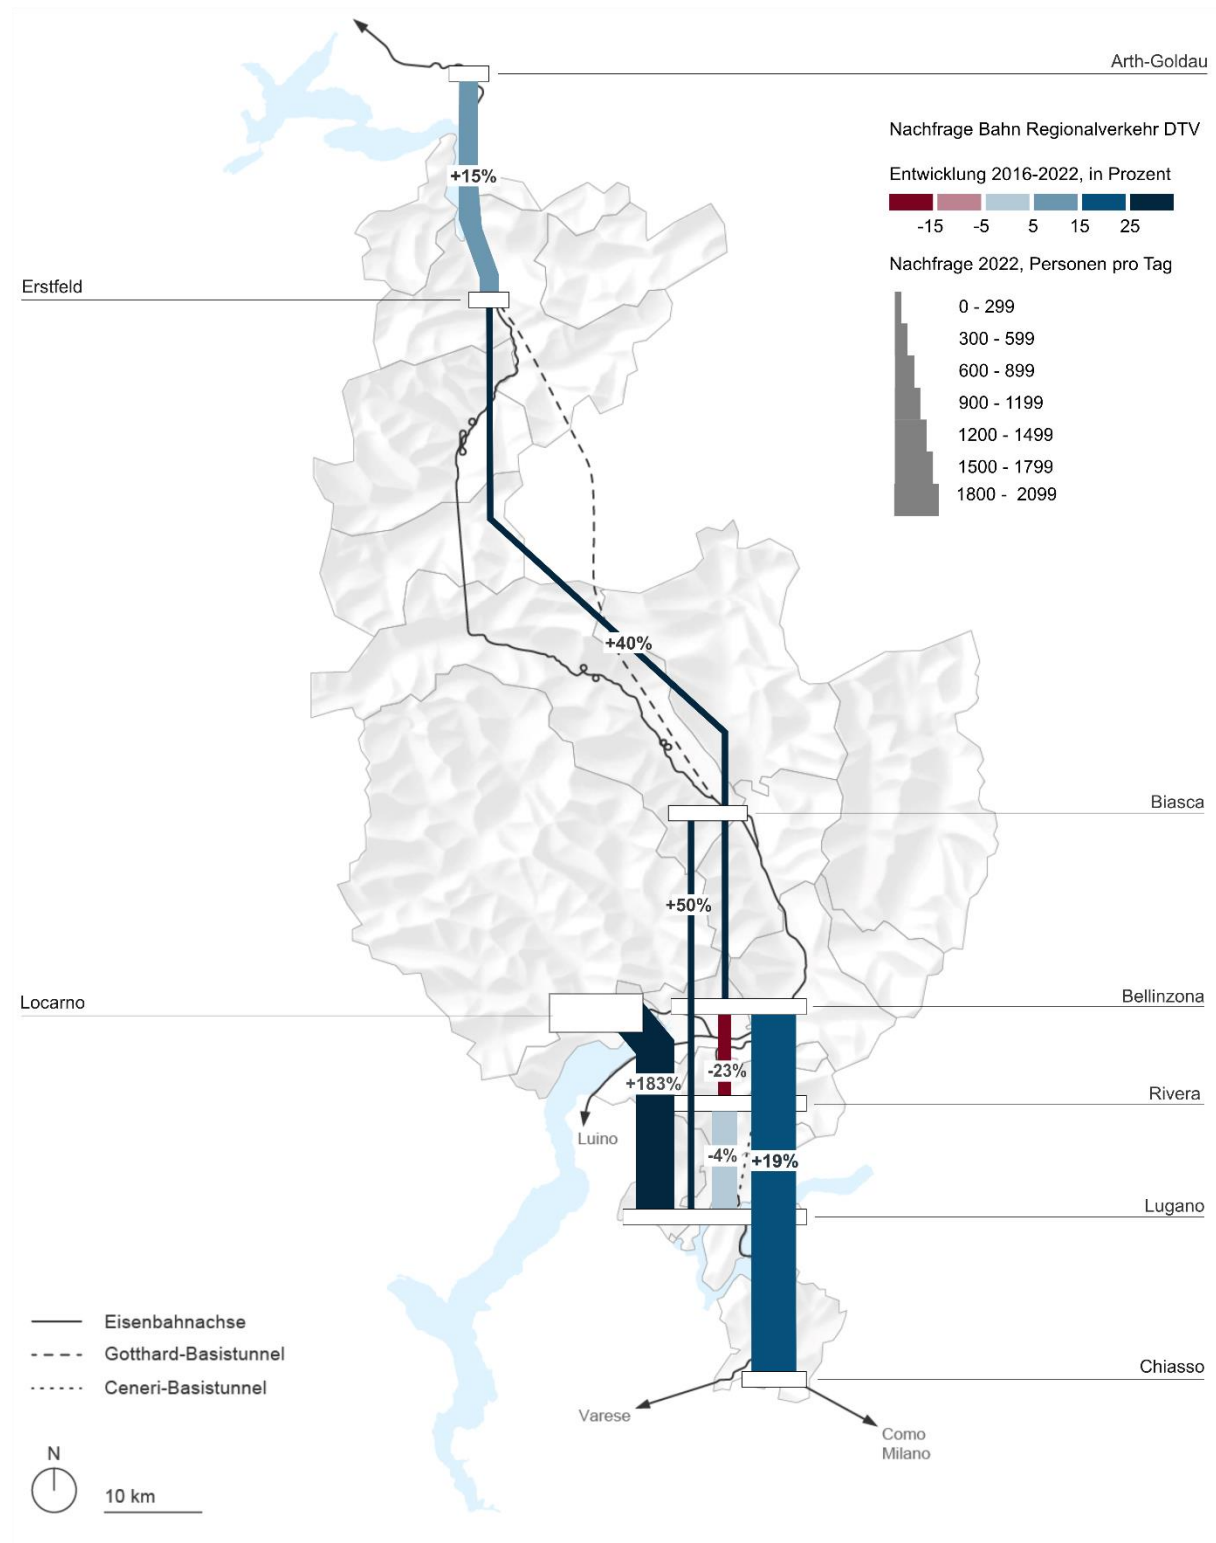 Arth-Goldau
Nachfrage Bahn Regionalverkehr DTV
Entwicklung 2016-2022, in Prozent
-15 -5 5 15 25
Nachfrage 2022, Personen pro Tag
0 - 299
300 - 599
600 - 899
900 - 1199
1200 - 1499
1500 - 1799
1800 - 2099
+15%
Erstfeld
+40%
Biasca
+50%
Locarno
Bellinzona
-23%
+183%
Rivera
Luino
-4%
+19%
Lugano
Eisenbahnachse
Gotthard-Basistunnel
Ceneri-Basistunnel
Chiasso
Varese
Como
Milano
N
10 km